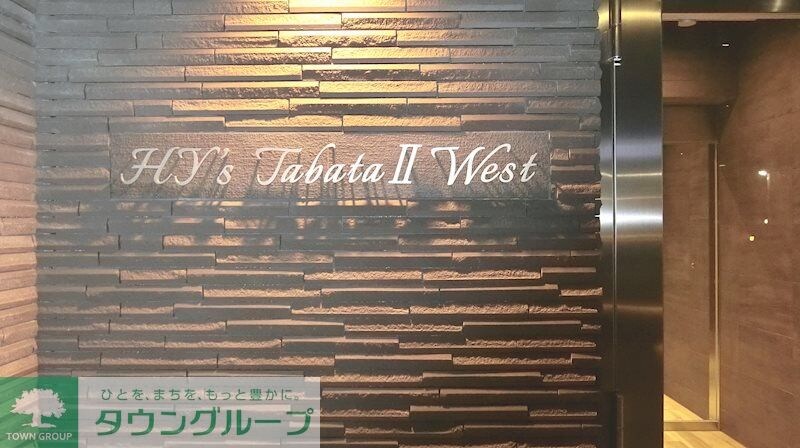 HY's Tabata Ⅱ West
ひとを、まちを、もっと豊かに。
タウングループ
TOWN GROUP